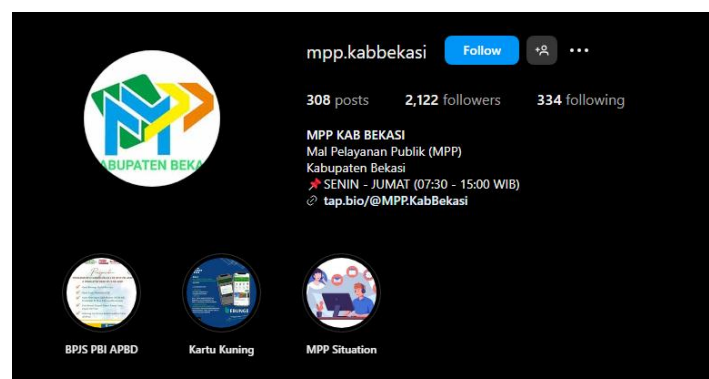 mpp.kabbekasi Follow
308 posts 2,122 followers 334 following
MPP KAB BEKASI
Mal Pelayanan Publik (MPP)
Kabupaten Bekasi
📌 SENIN - JUMAT (07:30 - 15:00 WIB)
tap.bio/@MPP.KabBekasi
ABUPATEN BEKA
BPJS PBI APBD
Kartu Kuning
MPP Situation